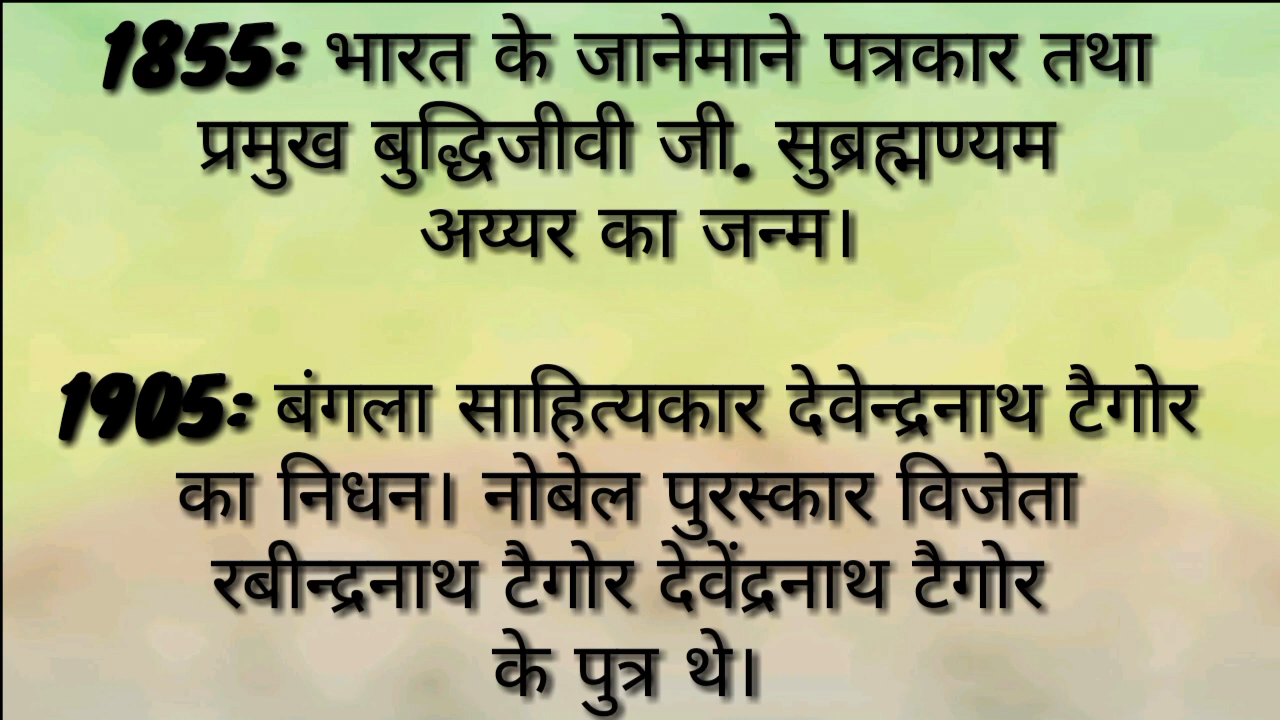 1855: भारत के जानेमाने पत्रकार तथा
प्रमुख बुद्धिजीवी जी. सुब्रह्मण्यम
अय्यर का जन्म।
1905: बंगला साहित्यकार देवेन्द्रनाथ टैगोर
का निधन। नोबेल पुरस्कार विजेता
रबीन्द्रनाथ टैगोर देवेंद्रनाथ टैगोर
के पुत्र थे।